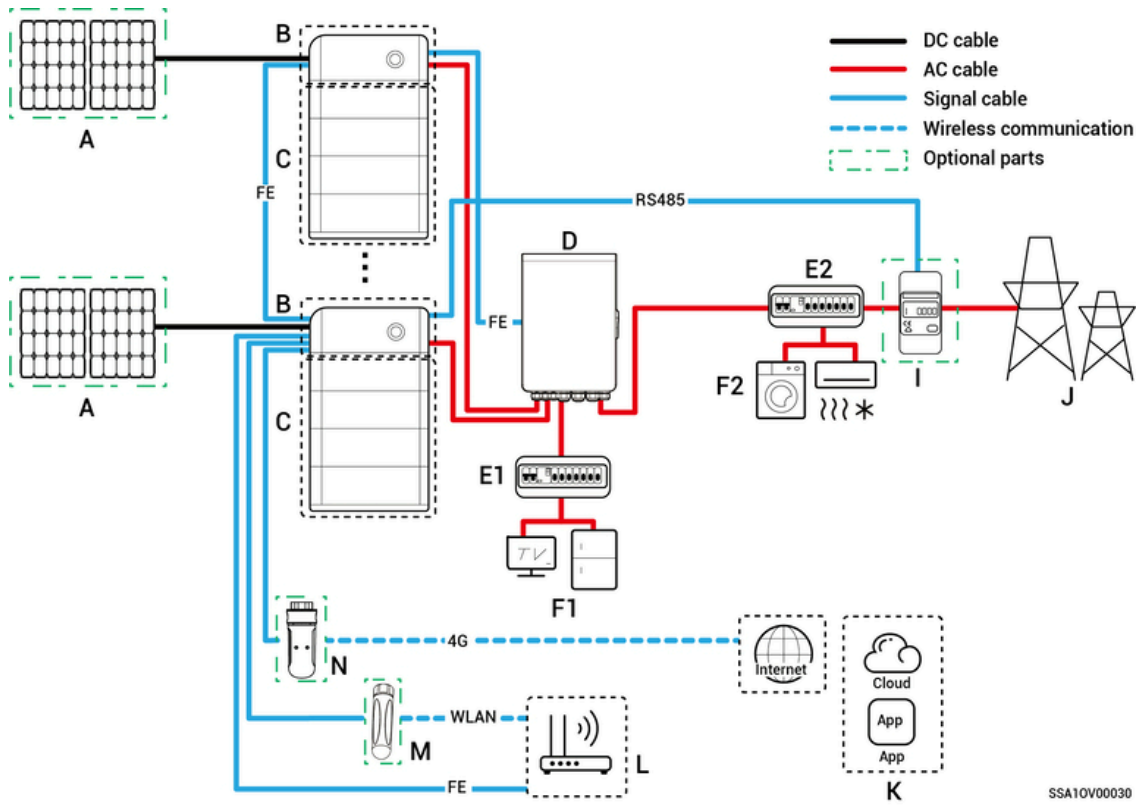 B
DC cable
AC cable
Signal cable
Wireless communication
Optional parts
A
C
FE
RS485
D
E2
B
FE
A
C
F2
I
J
E1
TV
F1
4G
N
Internet
Cloud
App
App
WLAN
M
L
FE
K
SSA1OV00030